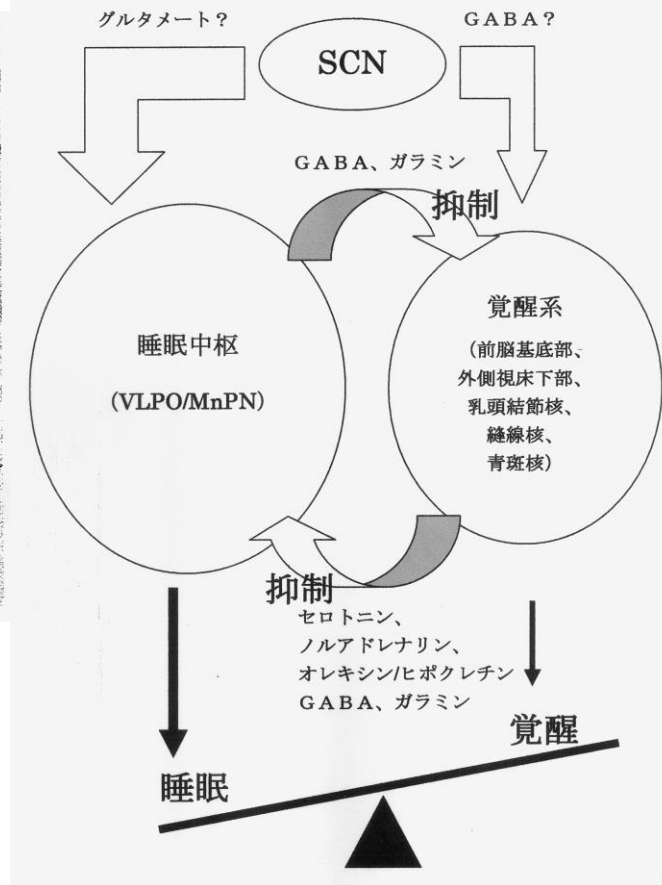 グルタメート？
GABA？
SCN
GABA、ガラミン
抑制
覚醒系
(前脳基底部、
外側視床下部、
乳頭結節核、
縫線核、
青斑核)
睡眠中枢
(VLPO/MnPN)
抑制
セロトニン、
ノルアドレナリン、
オレキシン/ヒポクレチン
GABA、ガラミン
覚醒
睡眠